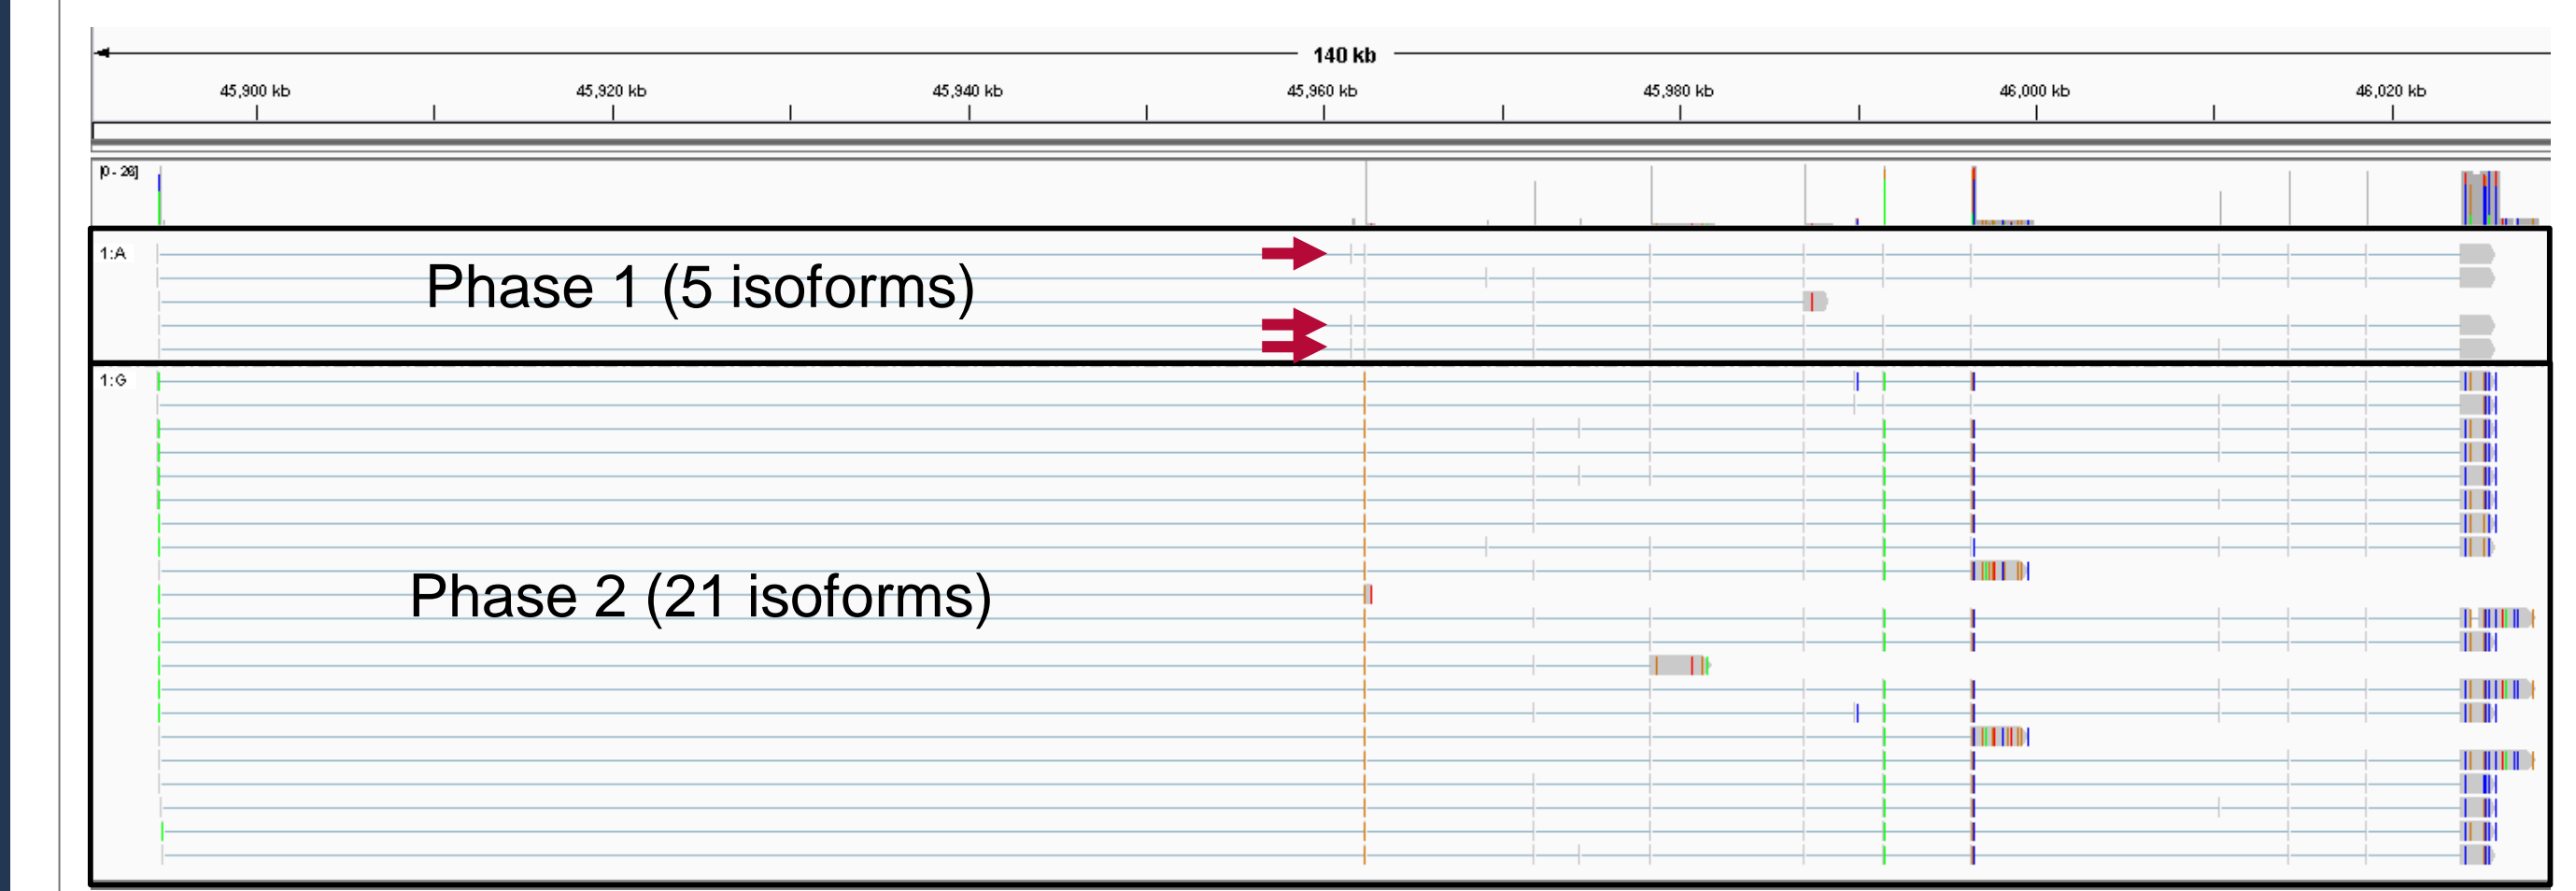 140 kb
45,900 kb 45,920 kb 45,940 kb 45,960 kb 45,980 kb 46,000 kb 46,020 kb
[0 - 26]
1:A
Phase 1 (5 isoforms)
1:G
Phase 2 (21 isoforms)